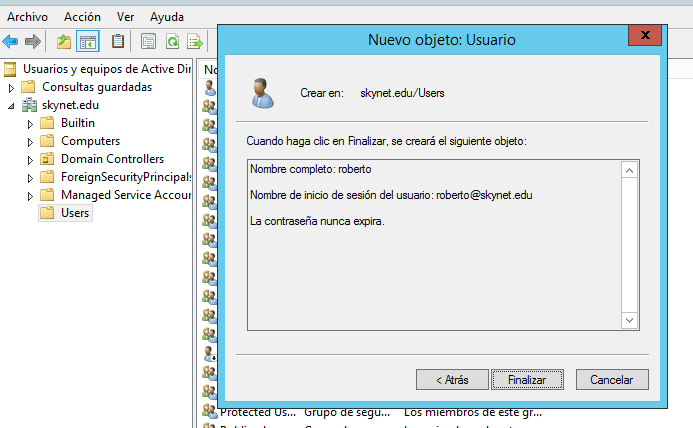 Archivo Acción Ver Ayuda
Usuarios y equipos de Active Dir
Consultas guardadas
skynet.edu
Builtin
Computers
Domain Controllers
ForeignSecurityPrincipals
Managed Service Accoun
Users
Nuevo objeto: Usuario
x
Crear en: skynet.edu/Users
Cuando haga clic en Finalizar, se creará el siguiente objeto:
Nombre completo: roberto
Nombre de inicio de sesión del usuario: roberto@skynet.edu
La contraseña nunca expira.
< Atrás Finalizar Cancelar
Protected Us... Grupo de segu... Los miembros de este gr...